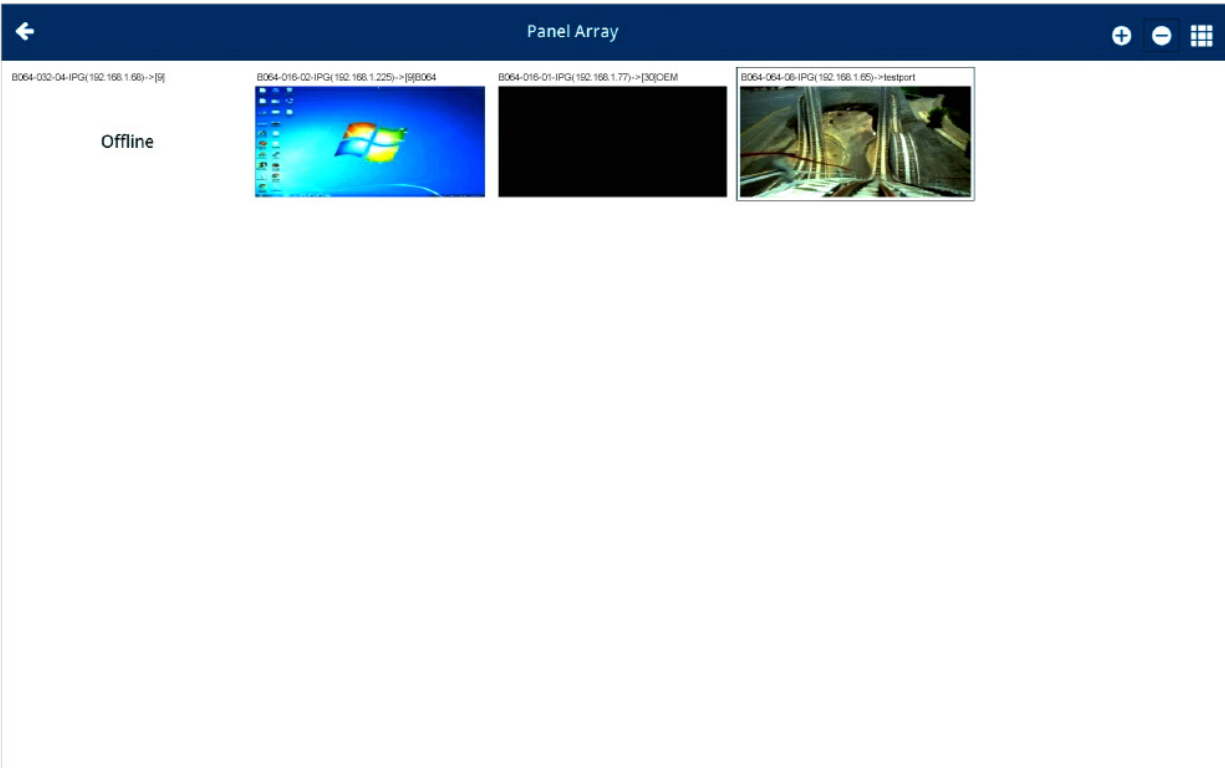 Panel Array
B064-032-04-IPG(192.168.1.68)->[9]
B064-016-02-IPG(192.168.1.225)->[9]B064
B064-016-01-IPG(192.168.1.77)->[30]OEM
B064-064-08-IPG(192.168.1.65)->testport
Offline